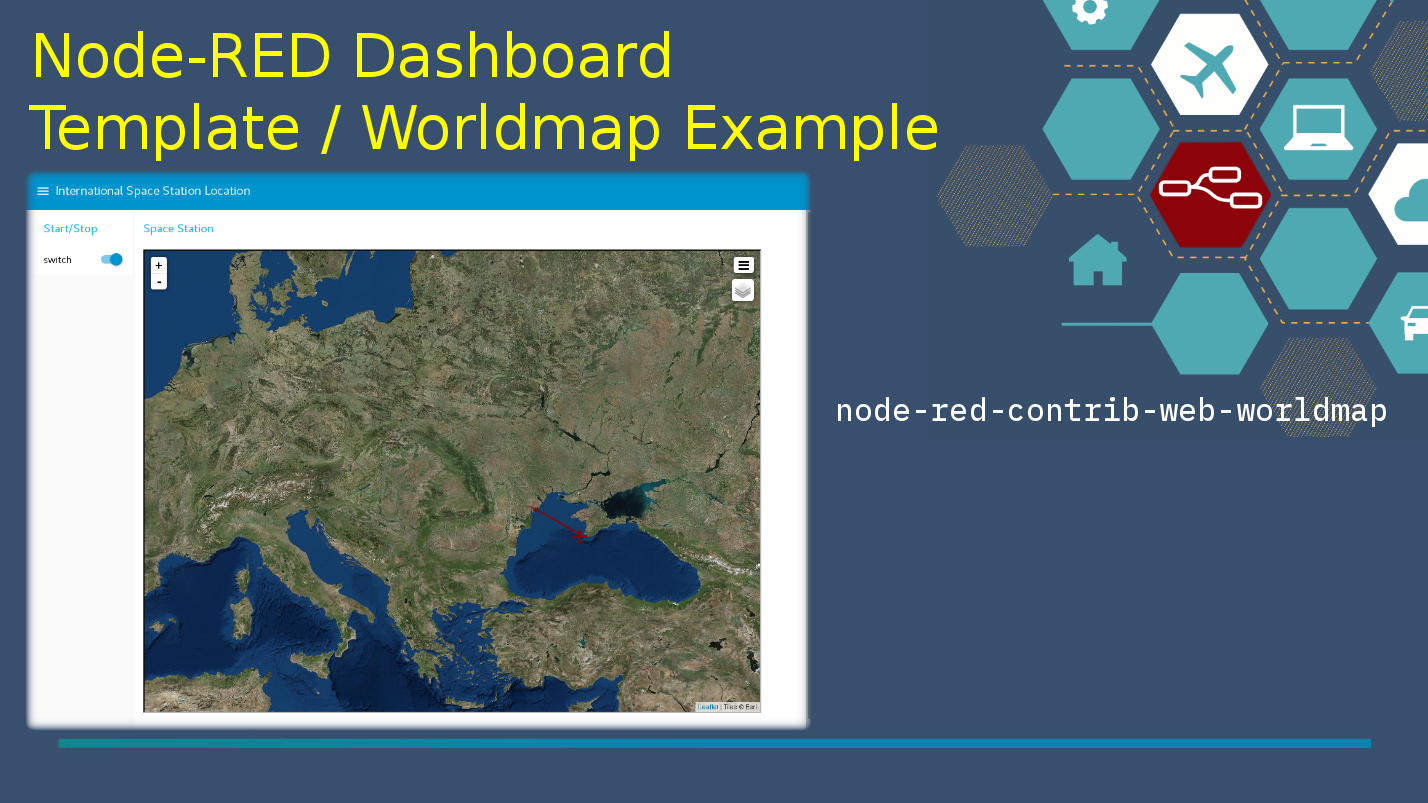 Node-RED Dashboard
Template / Worldmap Example
International Space Station Location
Start/Stop
Space Station
switch
+
-
node-red-contrib-web-worldmap
Leaflet | Tiles © Esri